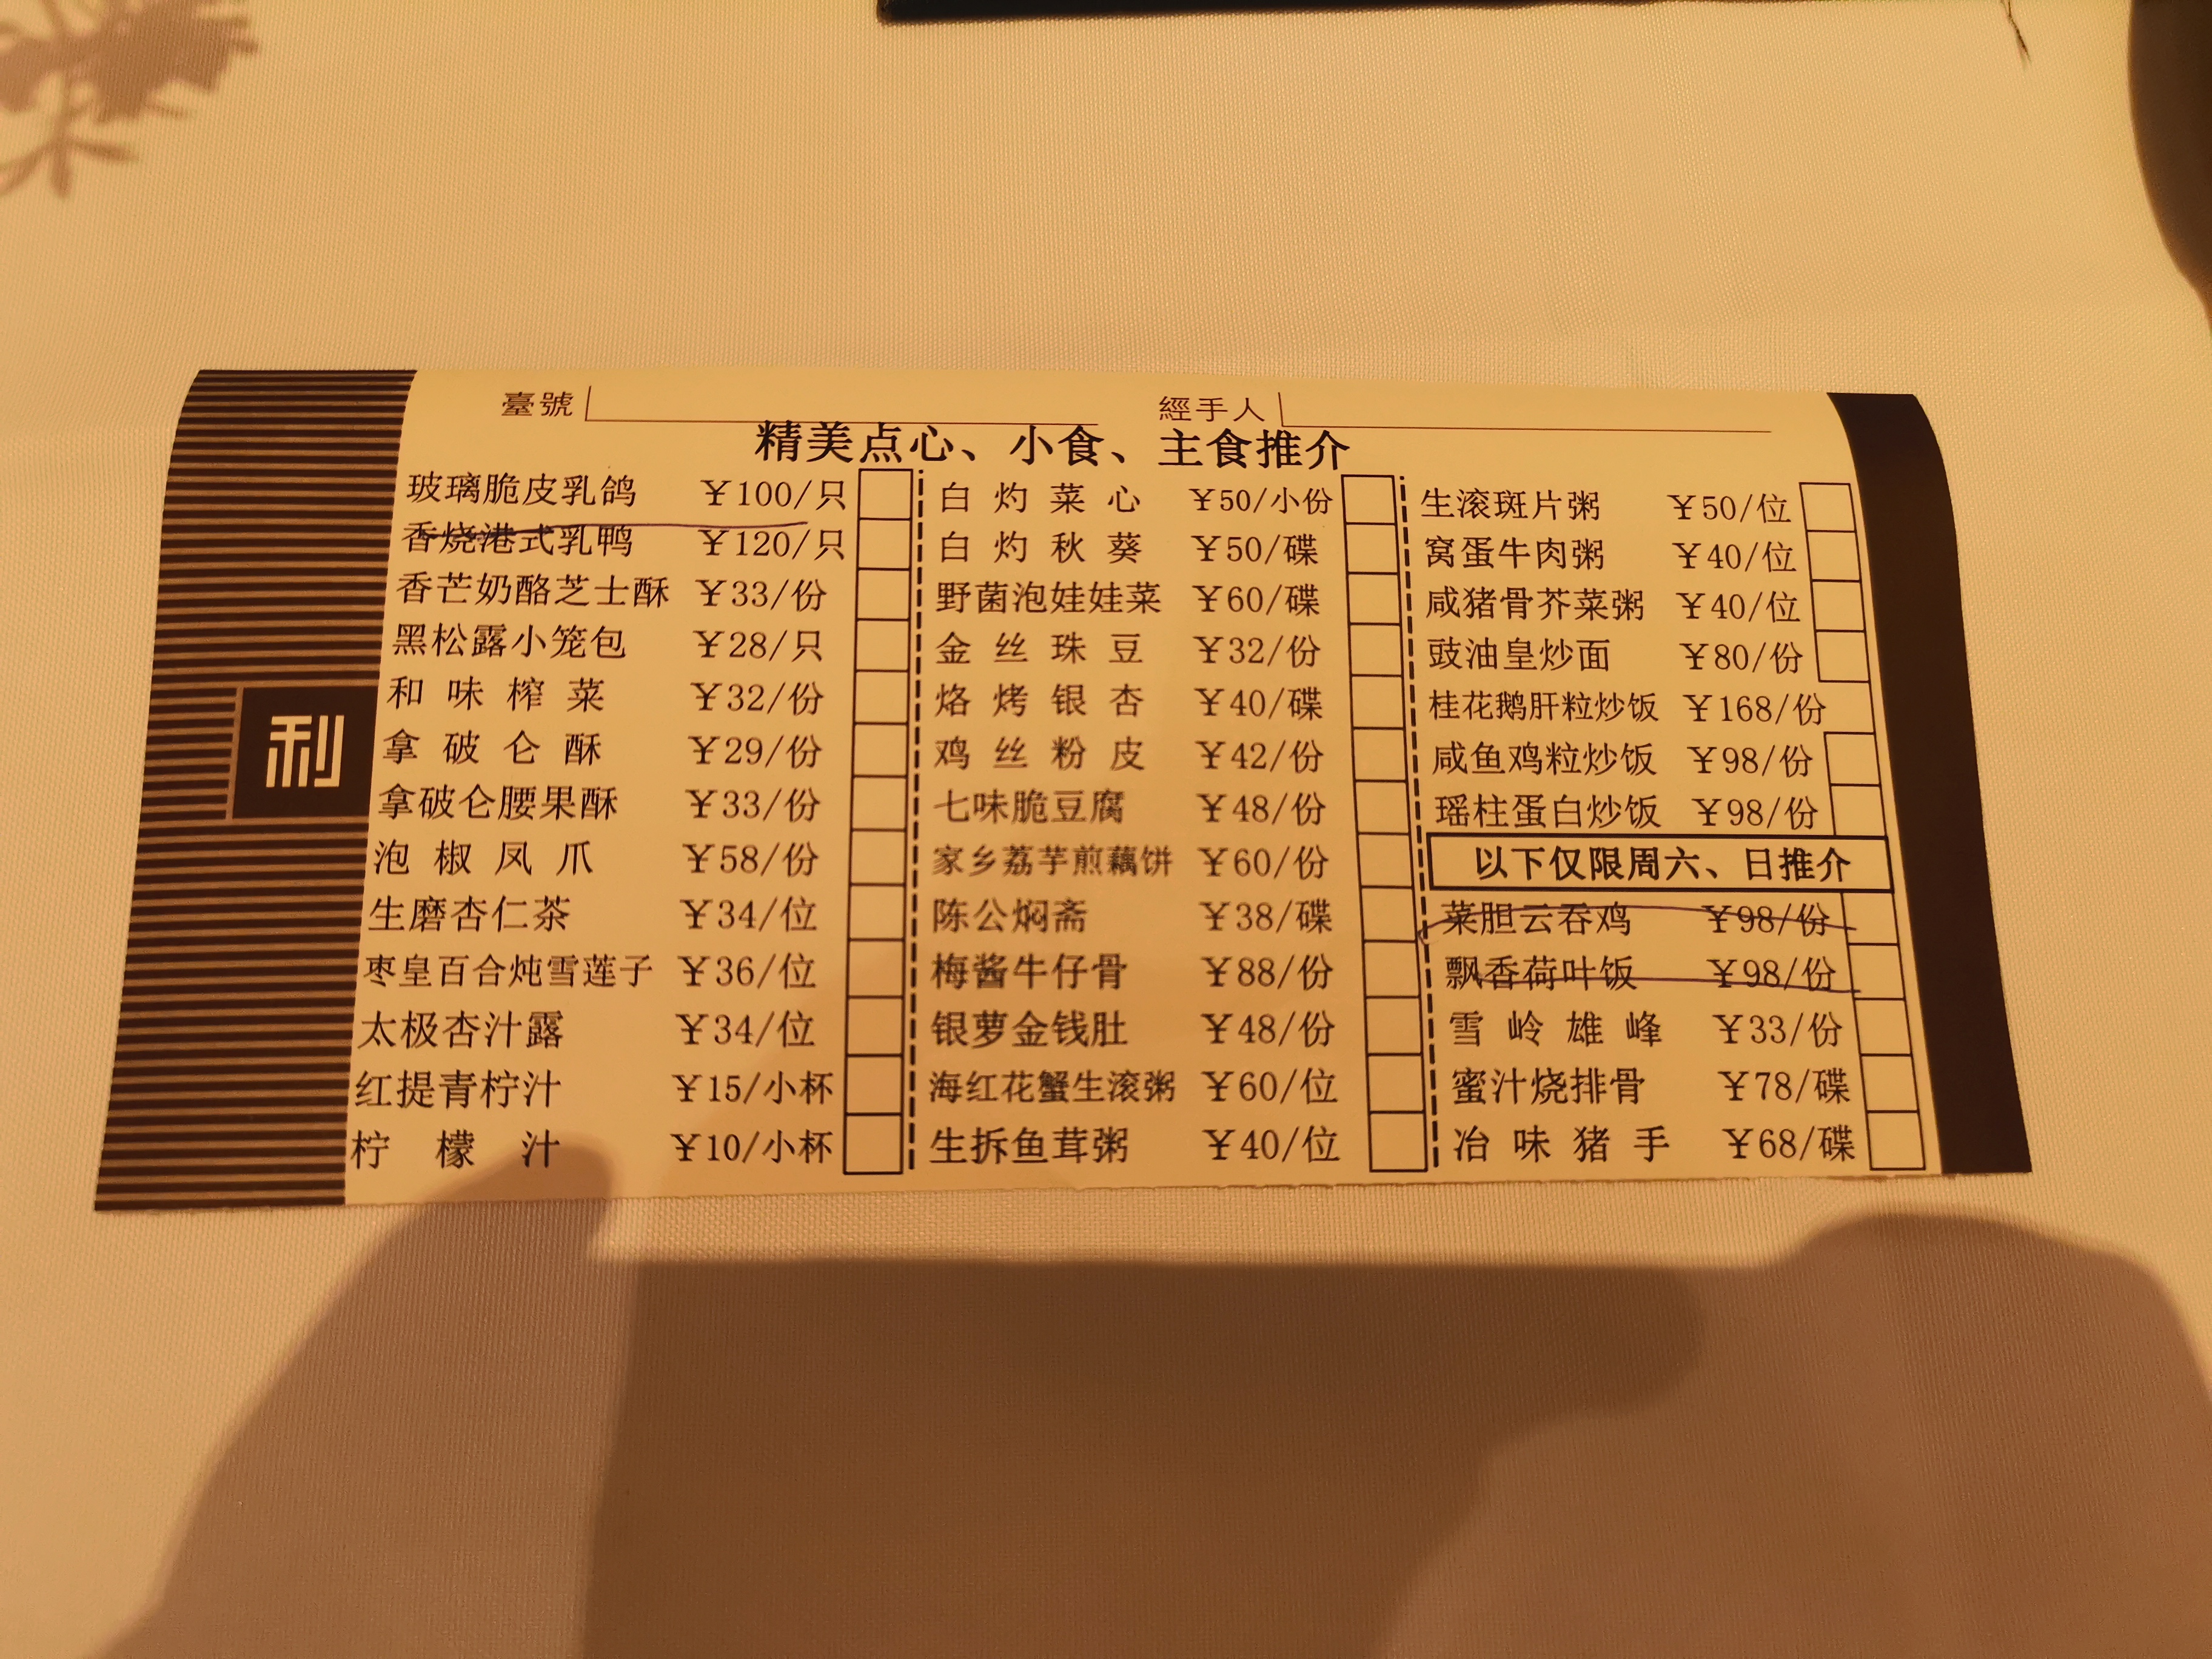 臺號
經手人
精美点心、小食、主食推介
玻璃脆皮乳鸽 ¥100/只
香烧港式乳鸭 ¥120/只
香芒奶酪芝士酥 ¥33/份
黑松露小笼包 ¥28/只
和味榨菜 ¥32/份
拿破仑酥 ¥29/份
拿破仑腰果酥 ¥33/份
泡椒凤爪 ¥58/份
生磨杏仁茶 ¥34/位
枣皇百合炖雪莲子 ¥36/位
太极杏汁露 ¥34/位
红提青柠汁 ¥15/小杯
柠檬汁 ¥10/小杯
白灼菜心 ¥50/小份
白灼秋葵 ¥50/碟
野菌泡娃娃菜 ¥60/碟
金丝珠豆 ¥32/份
烙烤银杏 ¥40/碟
鸡丝粉皮 ¥42/份
七味脆豆腐 ¥48/份
家乡荔芋煎藕饼 ¥60/份
陈公焖斋 ¥38/碟
梅酱牛仔骨 ¥88/份
银萝金钱肚 ¥48/份
海红花蟹生滚粥 ¥60/位
生拆鱼茸粥 ¥40/位
生滚斑片粥 ¥50/位
窝蛋牛肉粥 ¥40/位
咸猪骨芥菜粥 ¥40/位
豉油皇炒面 ¥80/份
桂花鹅肝粒炒饭 ¥168/份
咸鱼鸡粒炒饭 ¥98/份
瑶柱蛋白炒饭 ¥98/份
以下仅限周六、日推介
菜胆云吞鸡 ¥98/份
飘香荷叶饭 ¥98/份
雪岭雄峰 ¥33/份
蜜汁烧排骨 ¥78/碟
冶味猪手 ¥68/碟
利